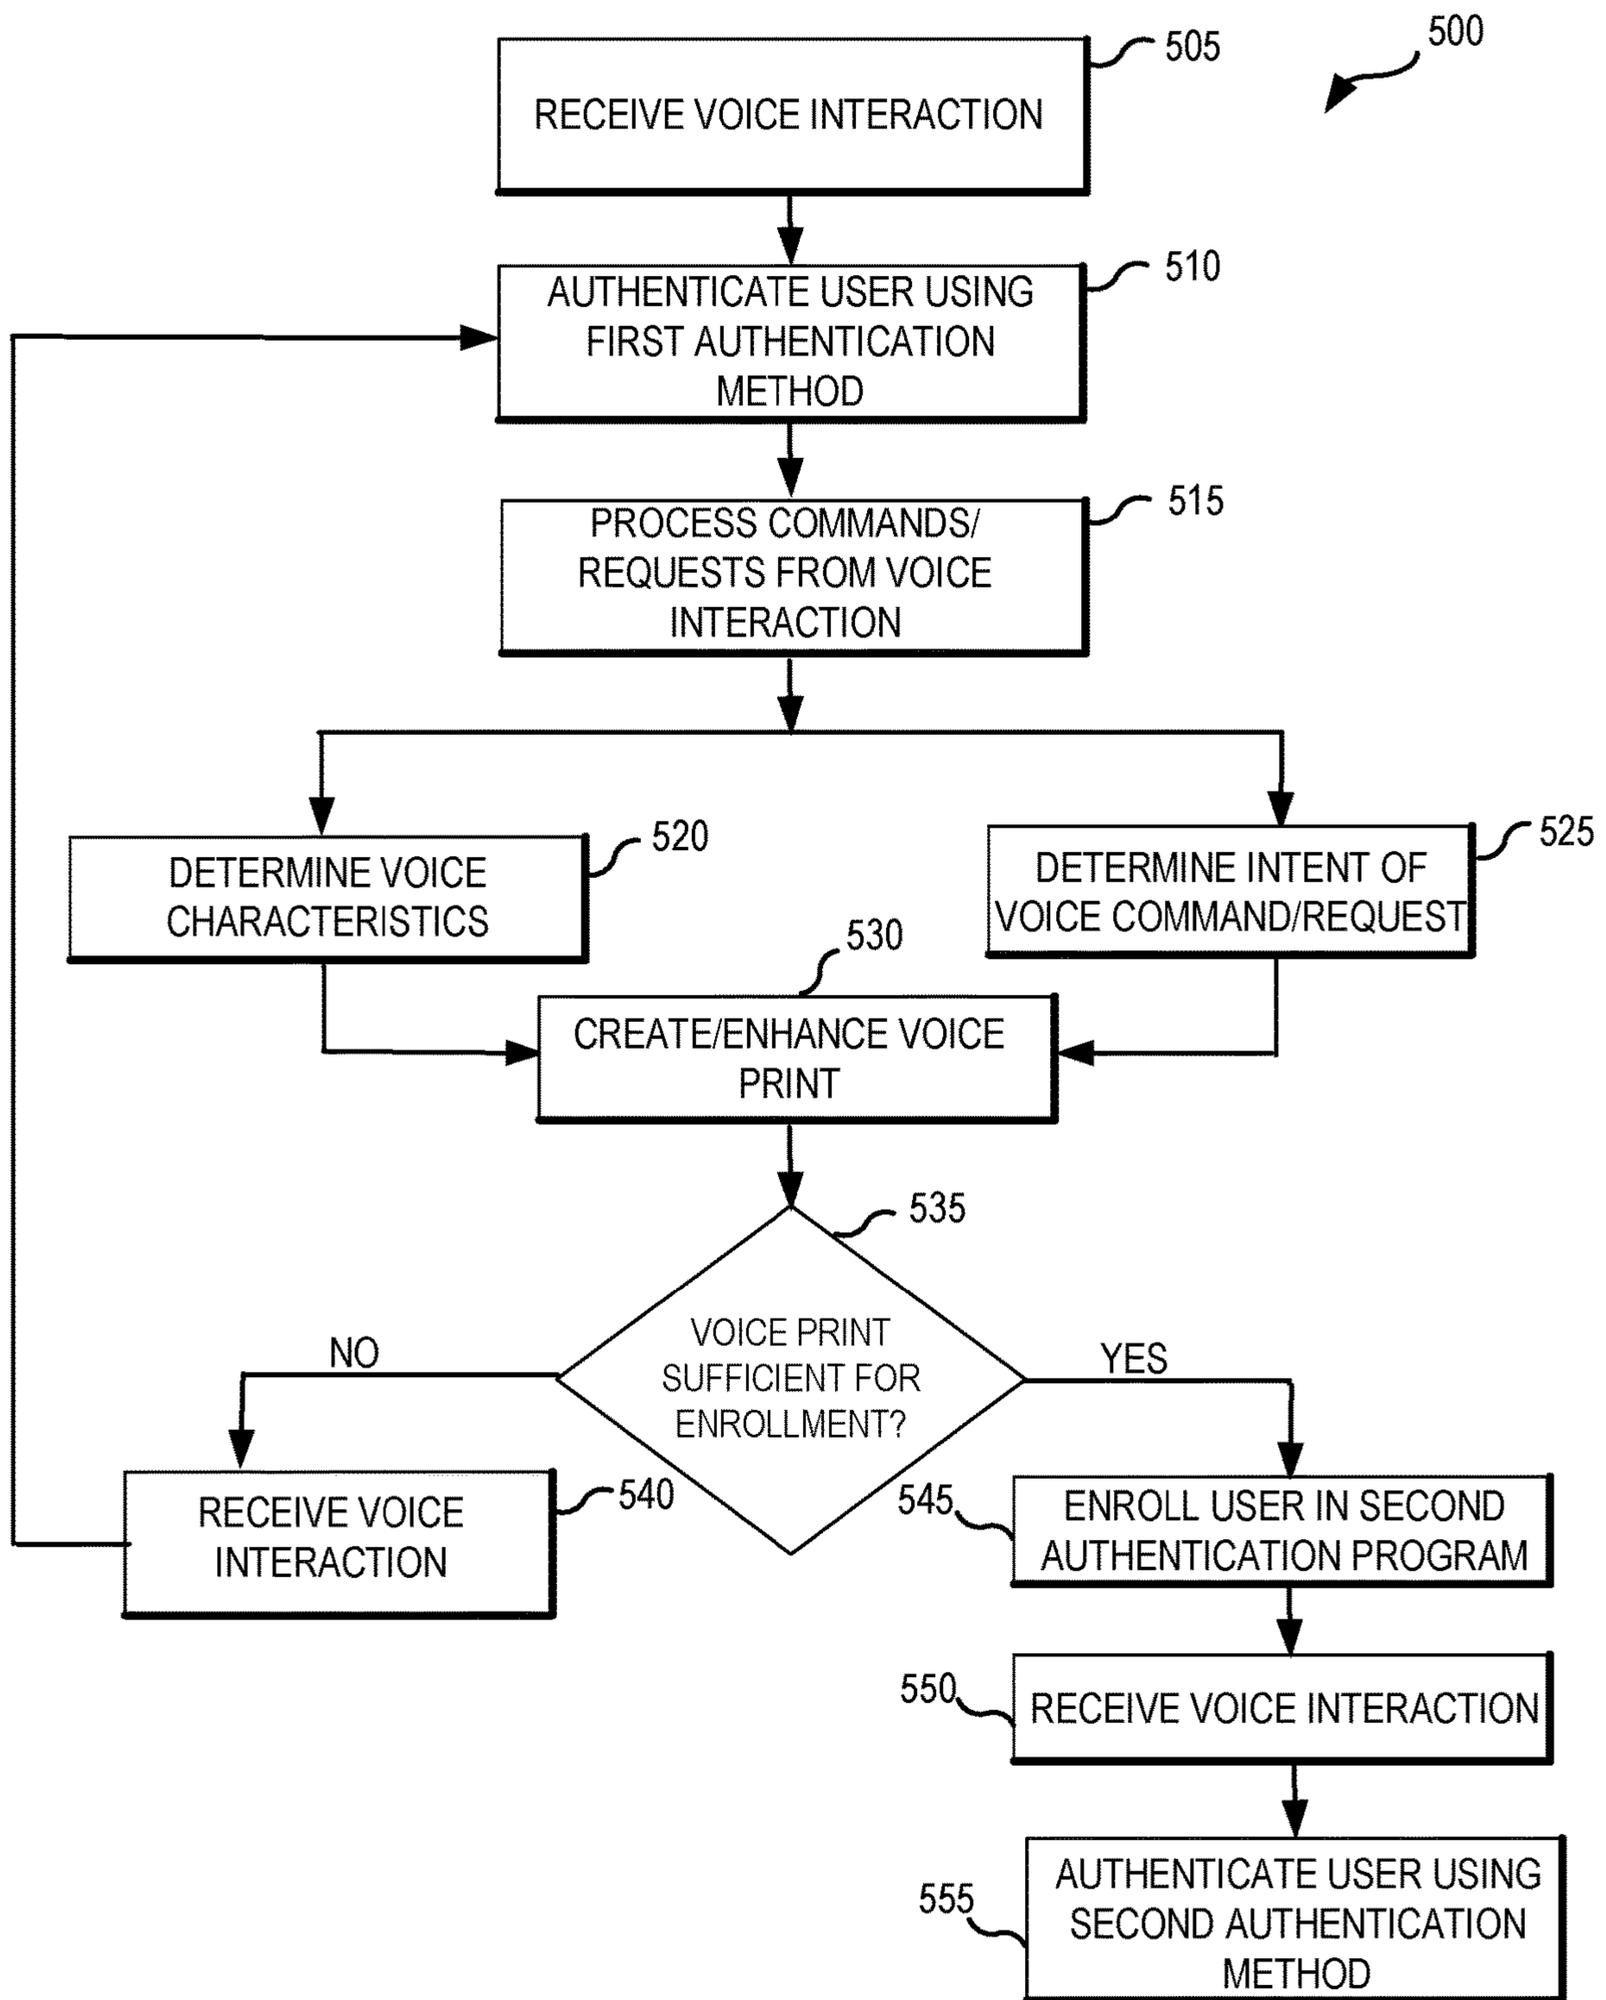 500
505
RECEIVE VOICE INTERACTION
510
AUTHENTICATE USER USING
FIRST AUTHENTICATION
METHOD
515
PROCESS COMMANDS/
REQUESTS FROM VOICE
INTERACTION
520
DETERMINE VOICE
CHARACTERISTICS
525
DETERMINE INTENT OF
VOICE COMMAND/REQUEST
530
CREATE/ENHANCE VOICE
PRINT
535
VOICE PRINT
SUFFICIENT FOR
ENROLLMENT?
NO
YES
540
RECEIVE VOICE
INTERACTION
545
ENROLL USER IN SECOND
AUTHENTICATION PROGRAM
550
RECEIVE VOICE INTERACTION
555
AUTHENTICATE USER USING
SECOND AUTHENTICATION
METHOD